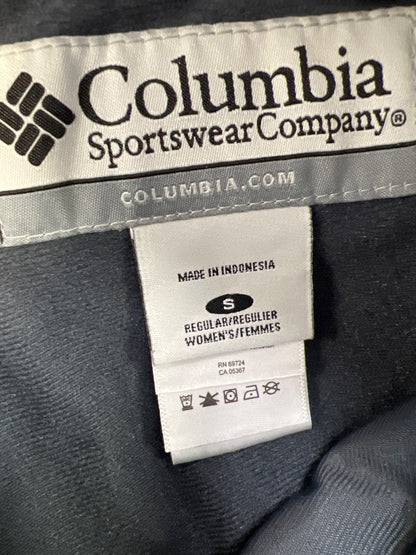 Columbia
Sportswear Company®
COLUMBIA.COM
MADE IN INDONESIA
S
REGULAR/REGULIER
WOMEN'S/FEMMES
RN 69724
CA 05367